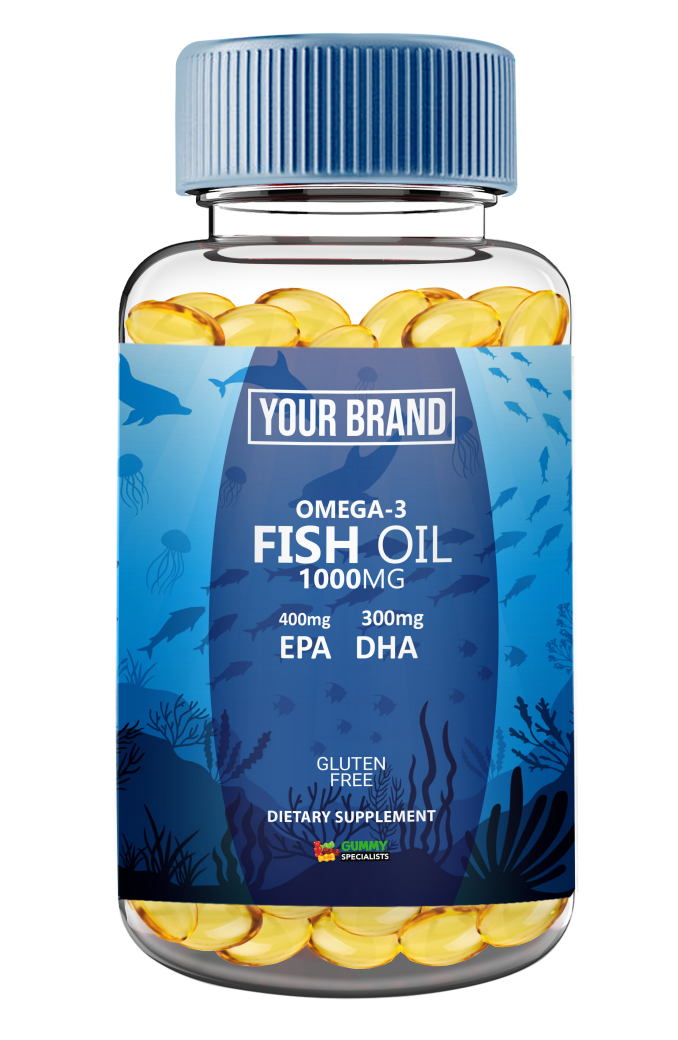 YOUR BRAND
OMEGA-3
FISH OIL
1000MG
400mg 300mg
EPA DHA
GLUTEN
FREE
DIETARY SUPPLEMENT
GUMMY
SPECIALISTS